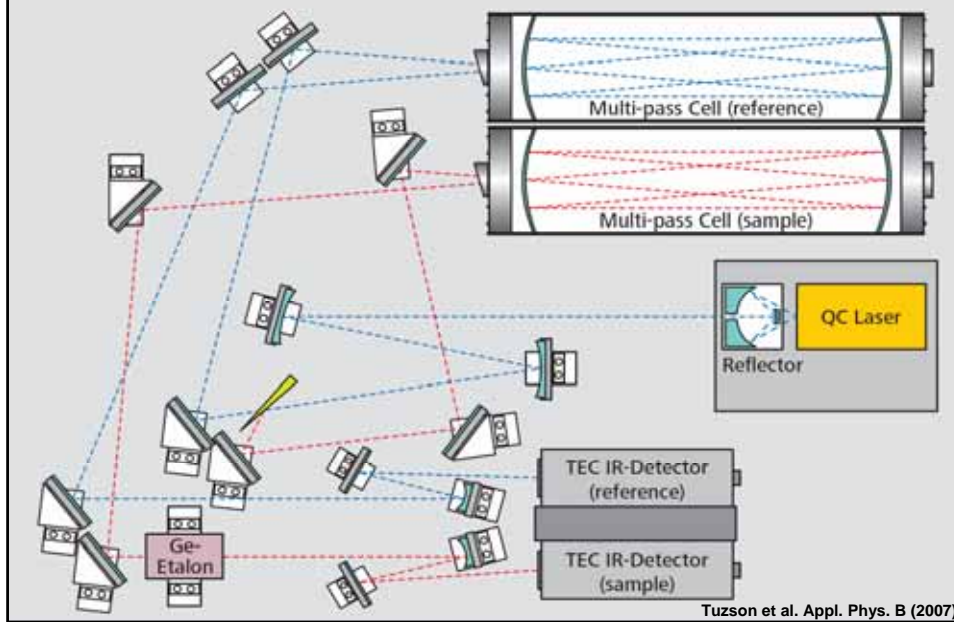 Multi-pass Cell (reference)
Multi-pass Cell (sample)
QC Laser
Reflector
TEC IR-Detector
(reference)
Ge-
Etalon
TEC IR-Detector
(sample)
Tuzson et al. Appl. Phys. B (2007)